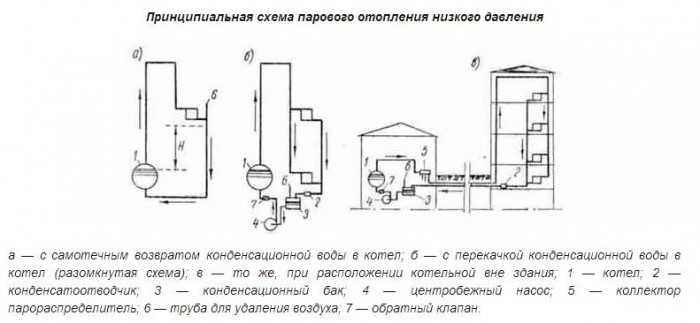 Принципиальная схема парового отопления низкого давления
а)
б)
в)
6
H
1
1
6
2
7
3
4
5
1
6
7
4
3
2
а — с самотечным возвратом конденсационной воды в котел; б — с перекачкой конденсационной воды в
котел (разомкнутая схема); в — то же, при расположении котельной вне здания; 1 — котел; 2 —
конденсатоотводчик; 3 — конденсационный бак; 4 — центробежный насос; 5 — коллектор
парораспределитель; 6 — труба для удаления воздуха; 7 — обратный клапан.